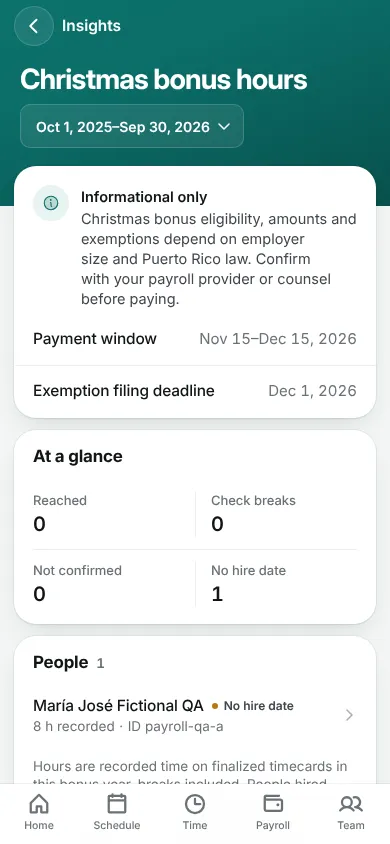 Insights
Christmas bonus hours
Oct 1, 2025–Sep 30, 2026
Informational only
Christmas bonus eligibility, amounts and
exemptions depend on employer
size and Puerto Rico law. Confirm
with your payroll provider or counsel
before paying.
Payment window Nov 15–Dec 15, 2026
Exemption filing deadline Dec 1, 2026
At a glance
Reached Check breaks
0 0
Not confirmed No hire date
0 1
People 1
María José Fictional QA • No hire date
8 h recorded · ID payroll-qa-a
Hours are recorded time on finalized timecards in
this bonus year, breaks included. People hired
Home Schedule Time Payroll Team